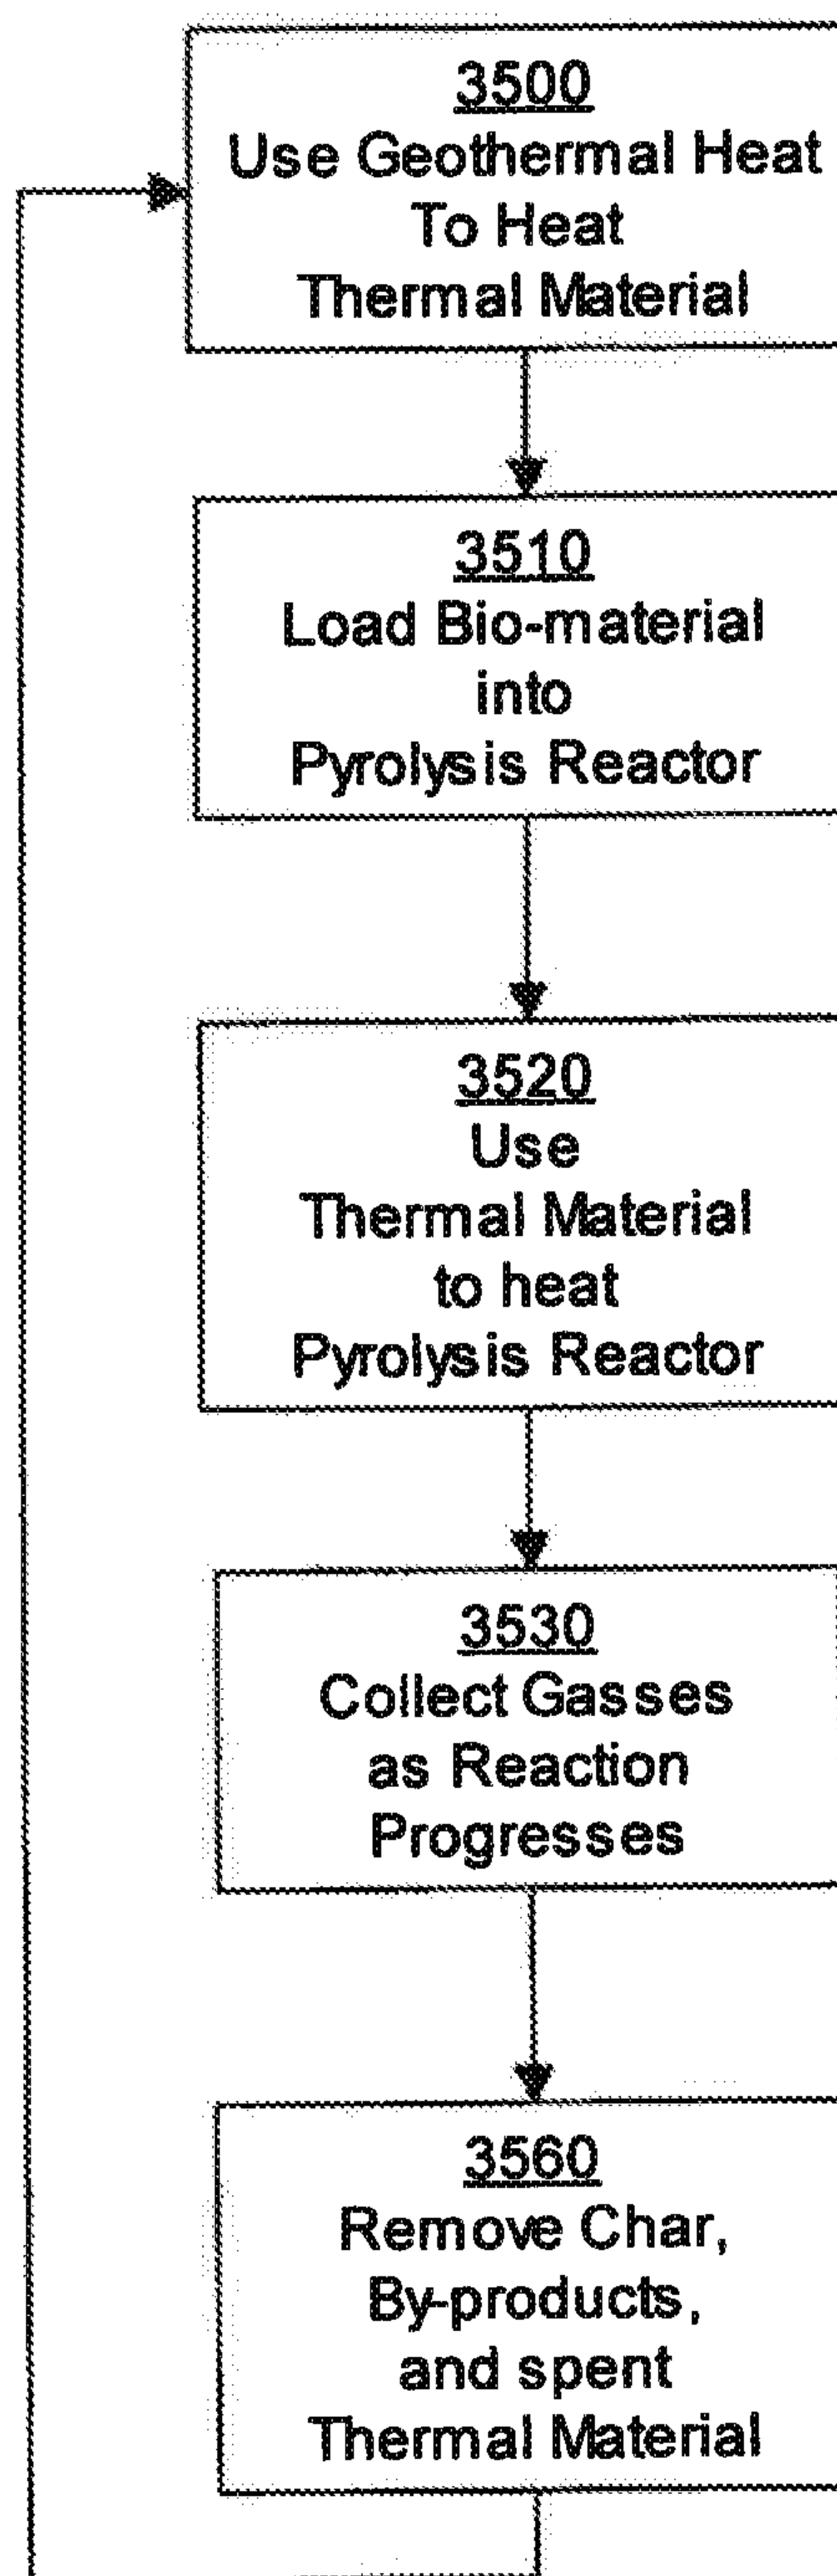 3500
Use Geothermal Heat
To Heat
Thermal Material
3510
Load Bio-material
into
Pyrolysis Reactor
3520
Use
Thermal Material
to heat
Pyrolysis Reactor
3530
Collect Gasses
as Reaction
Progresses
3560
Remove Char,
By-products,
and spent
Thermal Material